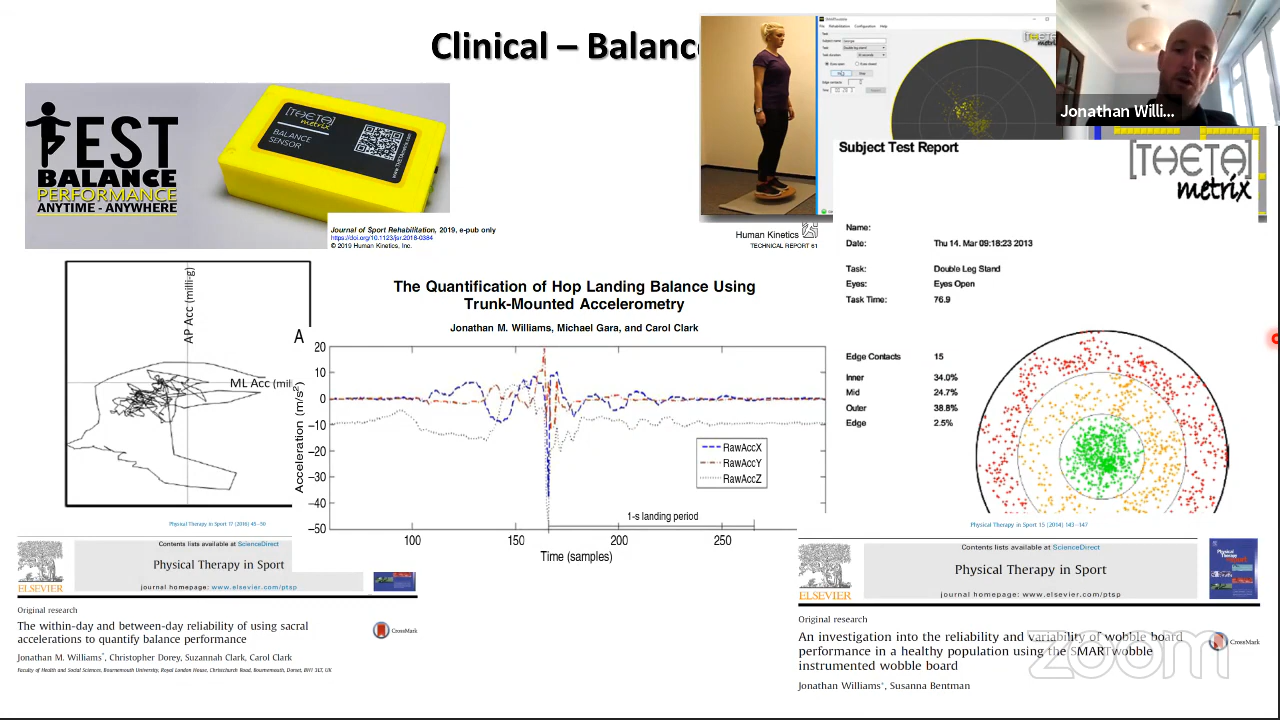 Clinical – Balance
TEST
BALANCE
PERFORMANCE
ANYTIME - ANYWHERE
[THETA]
metrix
BALANCE
SENSOR
Jonathan Willi...
Journal of Sport Rehabilitation, 2019, e-pub only
https://doi.org/10.1123/jsr.2018-0384
© 2019 Human Kinetics, Inc.
Human Kinetics
TECHNICAL REPORT 61
The Quantification of Hop Landing Balance Using
Trunk-Mounted Accelerometry
Jonathan M. Williams, Michael Gara, and Carol Clark
A
20
10
0
−10
−20
−30
−40
−50
Acceleration (m/s²)
RawAccX
RawAccY
RawAccZ
1-s landing period
100
150
200
250
Time (samples)
AP Acc (milli-g)
ML Acc (mil
Subject Test Report
[THETA]
metrix
Name:
Date: Thu 14. Mar 09:18:23 2013
Task: Double Leg Stand
Eyes: Eyes Open
Task Time: 76.9
Edge Contacts 15
Inner 34.0%
Mid 24.7%
Outer 38.8%
Edge 2.5%
Physical Therapy in Sport 17 (2016) 45–50
Contents lists available at ScienceDirect
Physical Therapy in Sport
journal homepage: www.elsevier.com/ptsp
ELSEVIER
Original research
The within-day and between-day reliability of using sacral
accelerations to quantify balance performance
CrossMark
Jonathan M. Williams*, Christopher Dorey, Suzannah Clark, Carol Clark
Faculty of Health and Social Sciences, Bournemouth University, Royal London House, Christchurch Road, Bournemouth, Dorset, BH1 3LT, UK
Physical Therapy in Sport 15 (2014) 143–147
Contents lists available at ScienceDirect
Physical Therapy in Sport
journal homepage: www.elsevier.com/ptsp
ELSEVIER
Original research
An investigation into the reliability and variability of wobble board
performance in a healthy population using the SMARTwobble
instrumented wobble board
CrossMark
Jonathan Williams*, Susanna Bentman
zoom